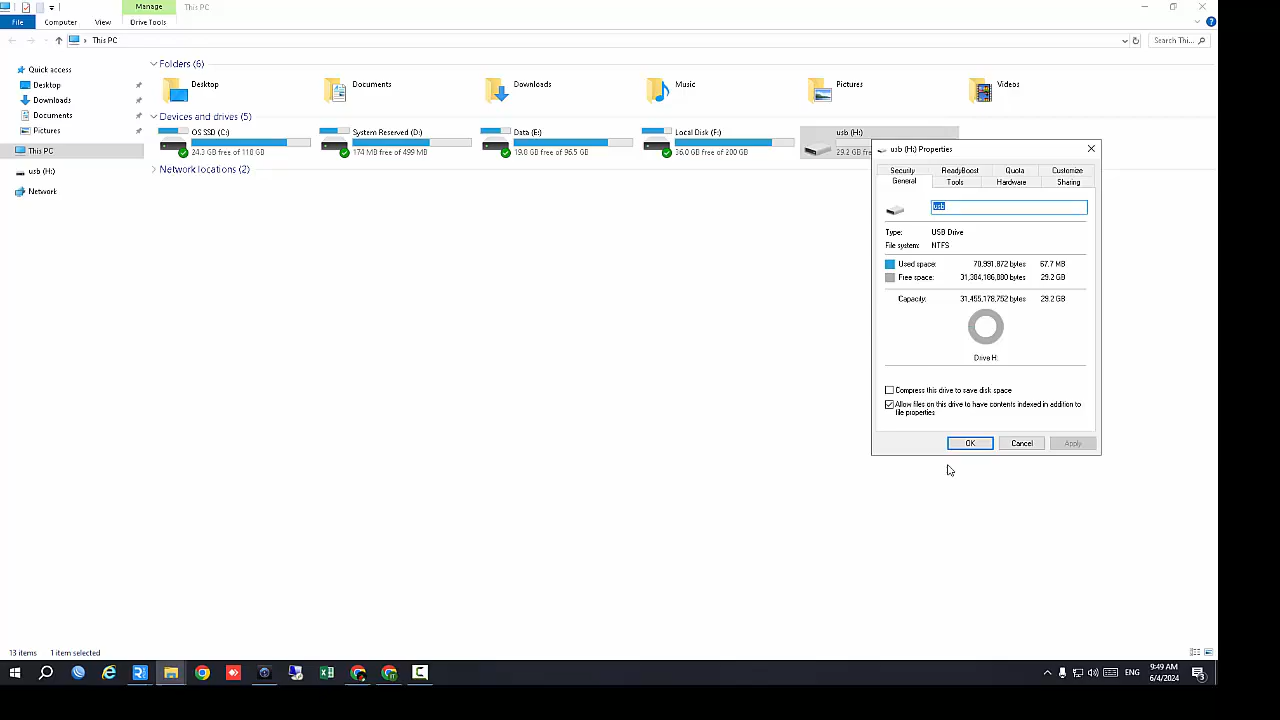 Manage
This PC
File
Computer
View
Drive Tools
This PC
Search Thi...
Quick access
Desktop
Downloads
Documents
Pictures
This PC
usb (H:)
Network
Folders (6)
Desktop
Documents
Downloads
Music
Pictures
Videos
Devices and drives (5)
OS SSD (C:)
24.3 GB free of 118 GB
System Reserved (D:)
174 MB free of 499 MB
Data (E:)
19.8 GB free of 96.5 GB
Local Disk (F:)
36.0 GB free of 200 GB
usb (H:)
29.2 GB fre
Network locations (2)
usb (H:) Properties
Security
ReadyBoost
Quota
Customize
General
Tools
Hardware
Sharing
usb
Type: USB Drive
File system: NTFS
Used space: 70,991,872 bytes 67.7 MB
Free space: 31,384,186,880 bytes 29.2 GB
Capacity: 31,455,178,752 bytes 29.2 GB
Drive H:
Compress this drive to save disk space
Allow files on this drive to have contents indexed in addition to
file properties
OK
Cancel
Apply
13 items
1 item selected
ENG
9:49 AM
6/4/2024